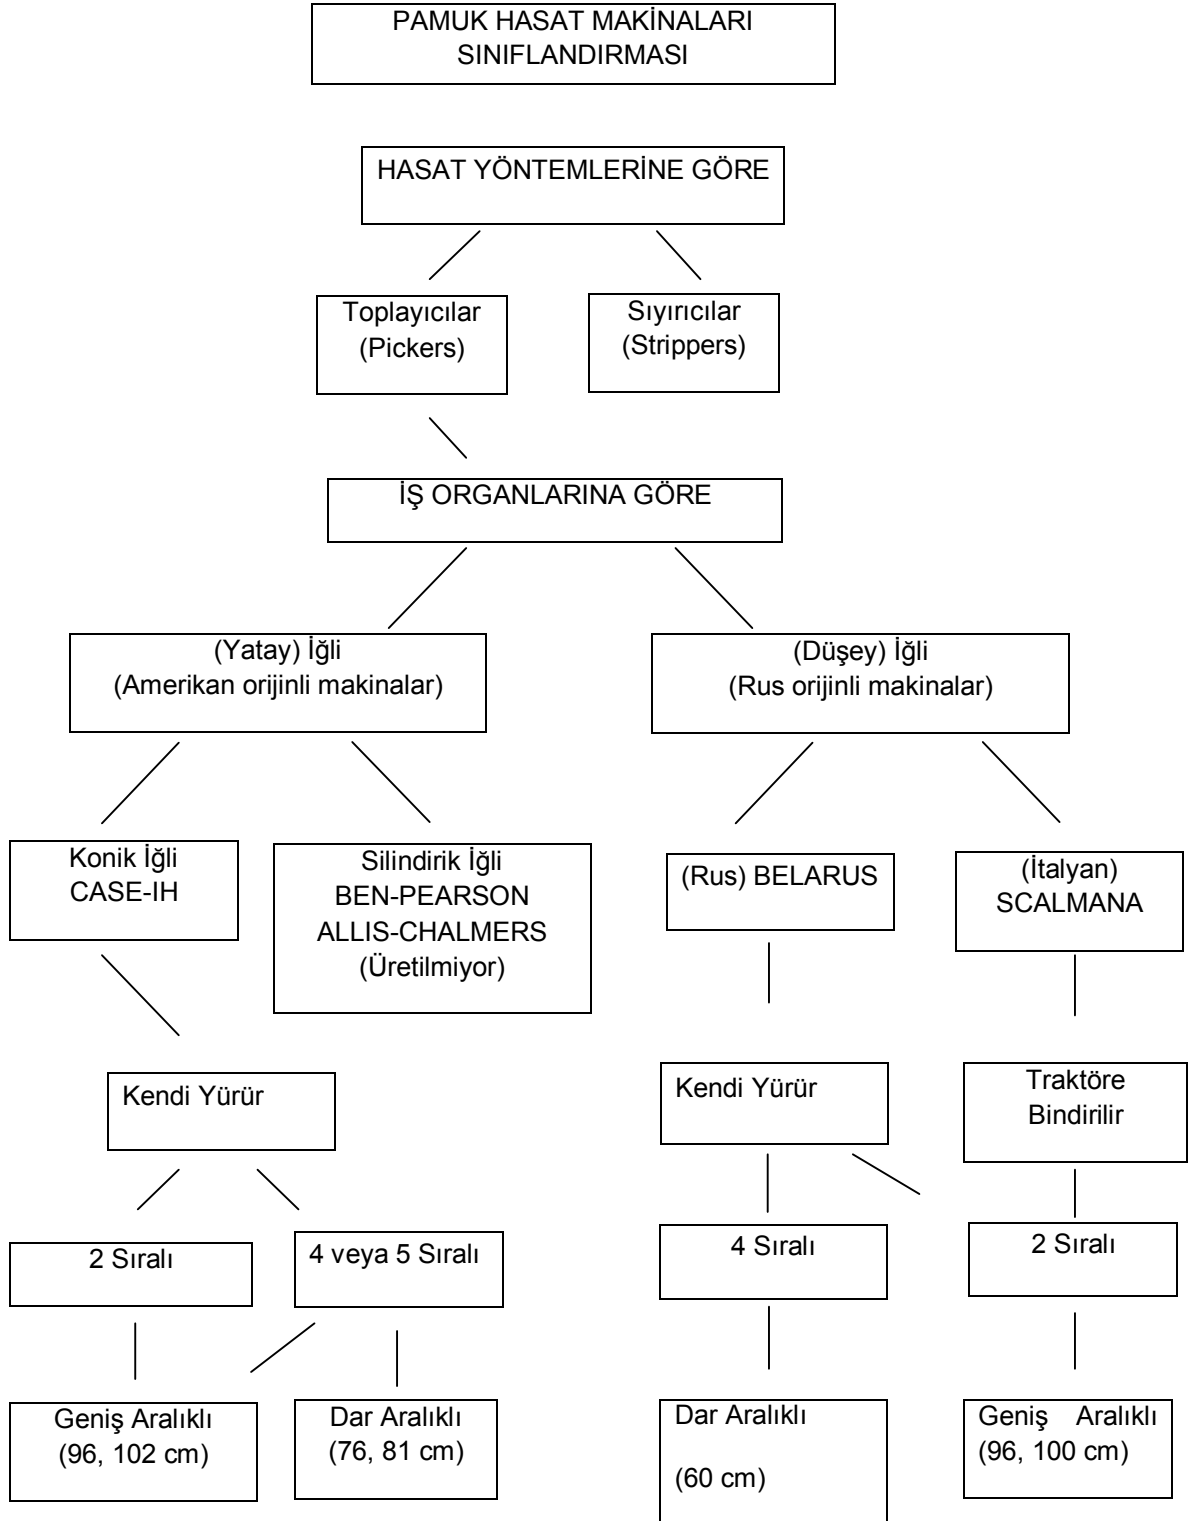 PAMUK HASAT MAKİNALARI
SINIFLANDIRMASI
HASAT YÖNTEMLERİNE GÖRE
Toplayıcılar
(Pickers)
Sıyırıcılar
(Strippers)
İŞ ORGANLARINA GÖRE
(Yatay) İğli
(Amerikan orijinli makinalar)
(Düşey) İğli
(Rus orijinli makinalar)
Konik İğli
CASE-IH
Silindirik İğli
BEN-PEARSON
ALLIS-CHALMERS
(Üretilmiyor)
(Rus) BELARUS
(İtalyan)
SCALMANA
Kendi Yürür
Kendi Yürür
Traktöre
Bindirilir
2 Sıralı
4 veya 5 Sıralı
4 Sıralı
2 Sıralı
Geniş Aralıklı
(96, 102 cm)
Dar Aralıklı
(76, 81 cm)
Dar Aralıklı
(60 cm)
Geniş Aralıklı
(96, 100 cm)